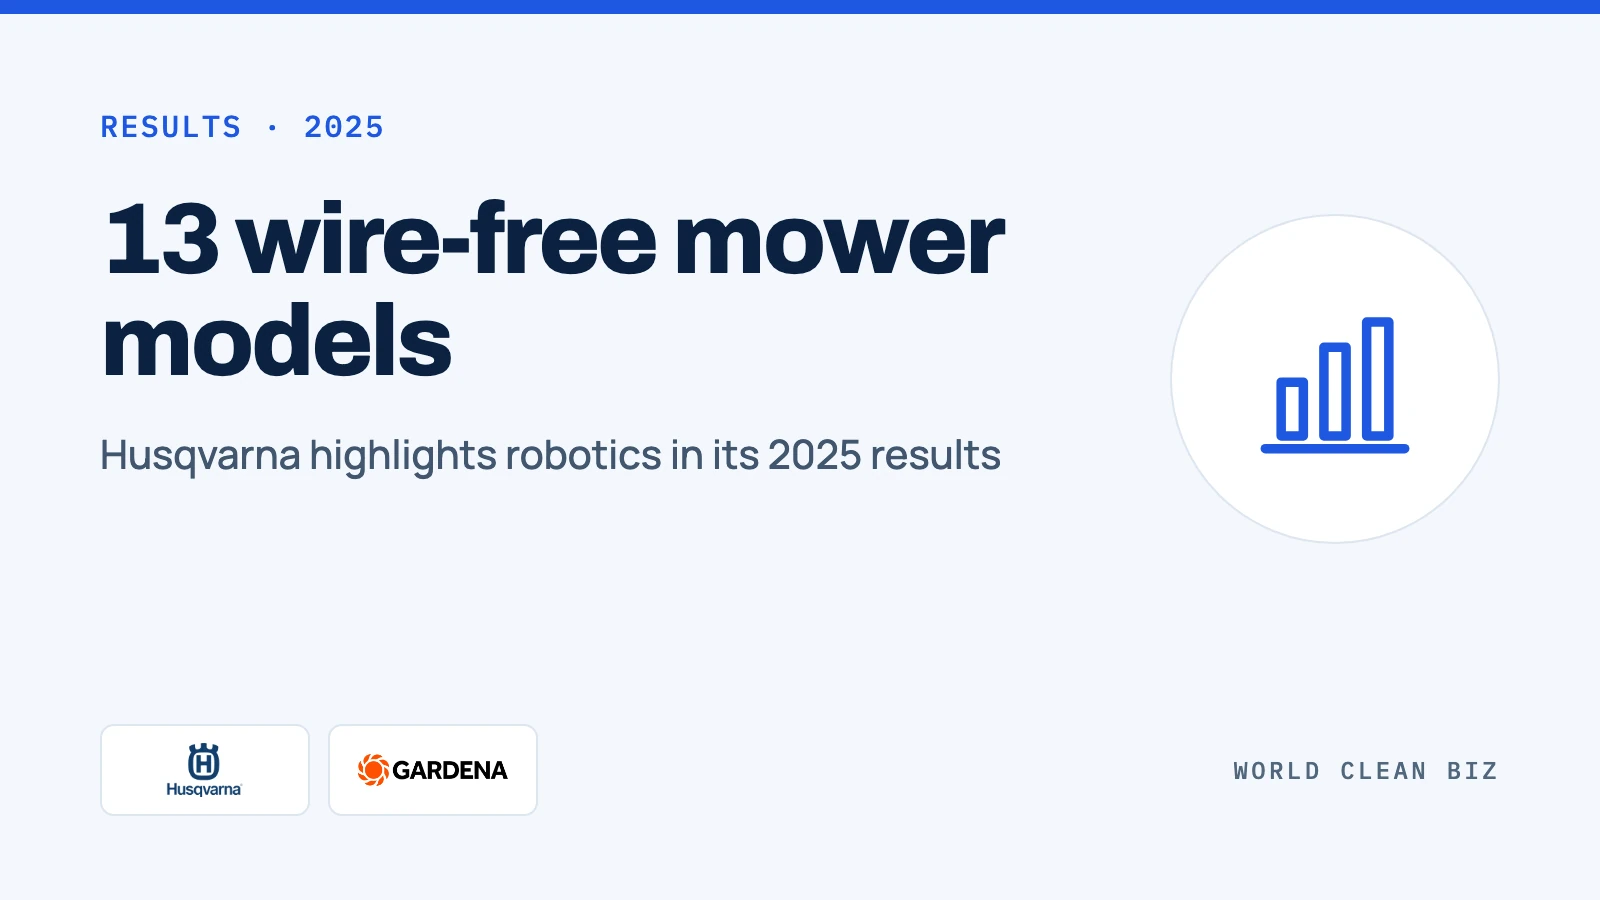 RESULTS · 2025
13 wire-free mower
models
Husqvarna highlights robotics in its 2025 results
H
Husqvarna
GARDENA
WORLD CLEAN BIZ